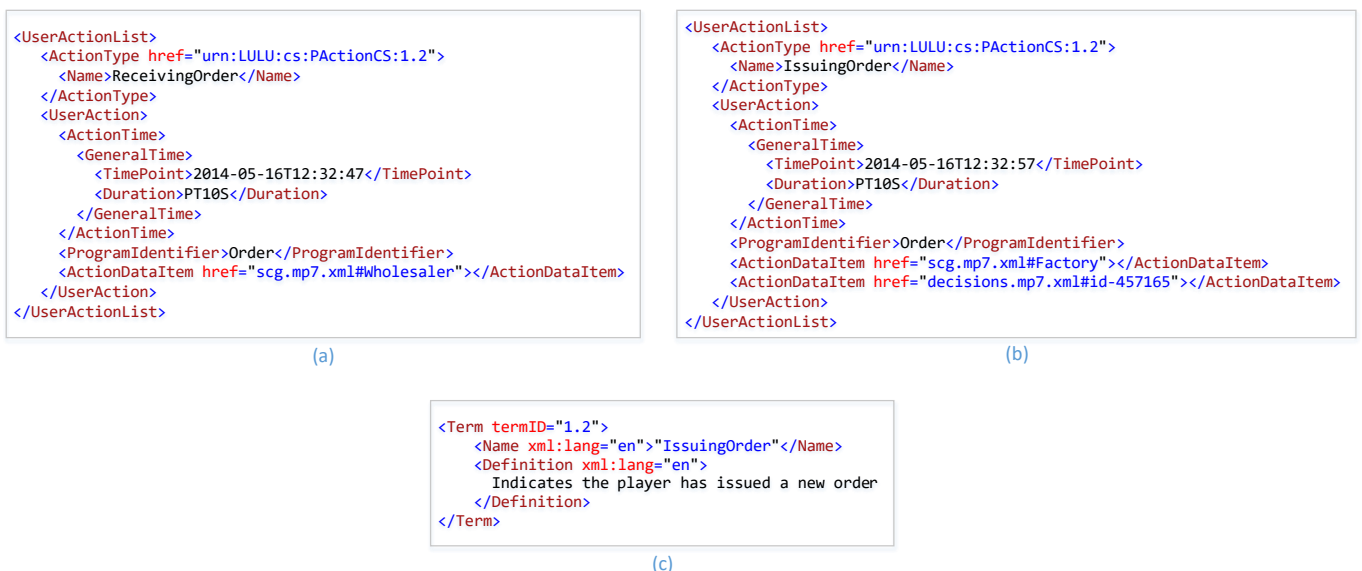 <UserActionList>
<ActionType href="urn:LULU:cs:PActionCS:1.2">
<Name>ReceivingOrder</Name>
</ActionType>
<UserAction>
<ActionTime>
<GeneralTime>
<TimePoint>2014-05-16T12:32:47</TimePoint>
<Duration>PT10S</Duration>
</GeneralTime>
</ActionTime>
<ProgramIdentifier>Order</ProgramIdentifier>
<ActionDataItem href="scg.mp7.xml#Wholesaler"></ActionDataItem>
</UserAction>
</UserActionList>
(a)
<UserActionList>
<ActionType href="urn:LULU:cs:PActionCS:1.2">
<Name>IssuingOrder</Name>
</ActionType>
<UserAction>
<ActionTime>
<GeneralTime>
<TimePoint>2014-05-16T12:32:57</TimePoint>
<Duration>PT10S</Duration>
</GeneralTime>
</ActionTime>
<ProgramIdentifier>Order</ProgramIdentifier>
<ActionDataItem href="scg.mp7.xml#Factory"></ActionDataItem>
<ActionDataItem href="decisions.mp7.xml#id-457165"></ActionDataItem>
</UserAction>
</UserActionList>
(b)
<Term termID="1.2">
<Name xml:lang="en">"IssuingOrder"</Name>
<Definition xml:lang="en">
Indicates the player has issued a new order
</Definition>
</Term>
(c)